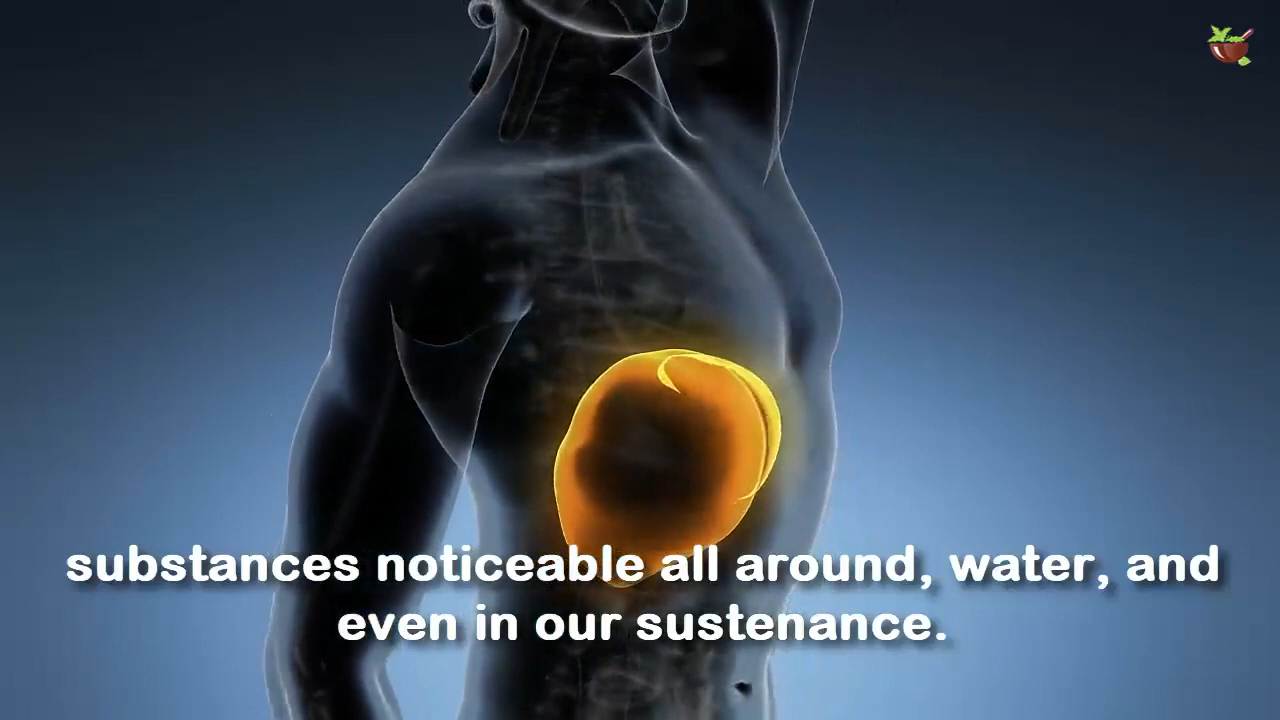 substances noticeable all around, water, and
even in our sustenance.